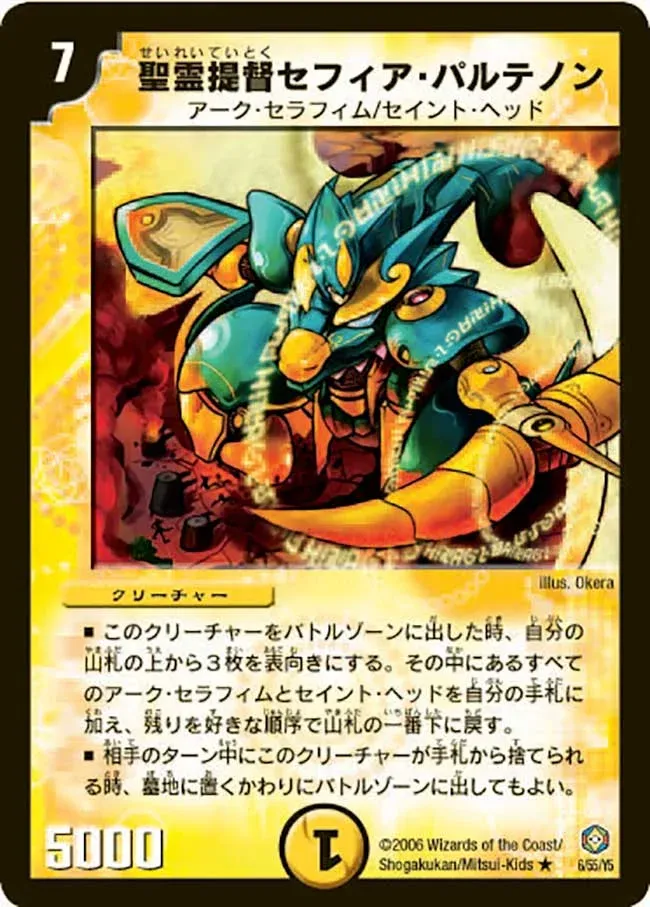 7
せいれいていとく
聖霊提督セフィア・パルテノン
アーク・セラフィム/セイント・ヘッド
illus. Okera
クリーチャー
■ このクリーチャーをバトルゾーンに出した時、自分の
山札の上から3枚を表向きにする。その中にあるすべて
のアーク・セラフィムとセイント・ヘッドを自分の手札に
加え、残りを好きな順序で山札の一番下に戻す。
■ 相手のターン中にこのクリーチャーが手札から捨てられ
る時、墓地に置くかわりにバトルゾーンに出してもよい。
5000
1
©2006 Wizards of the Coast/
Shogakukan/Mitsui-Kids ★
6/55/Y5